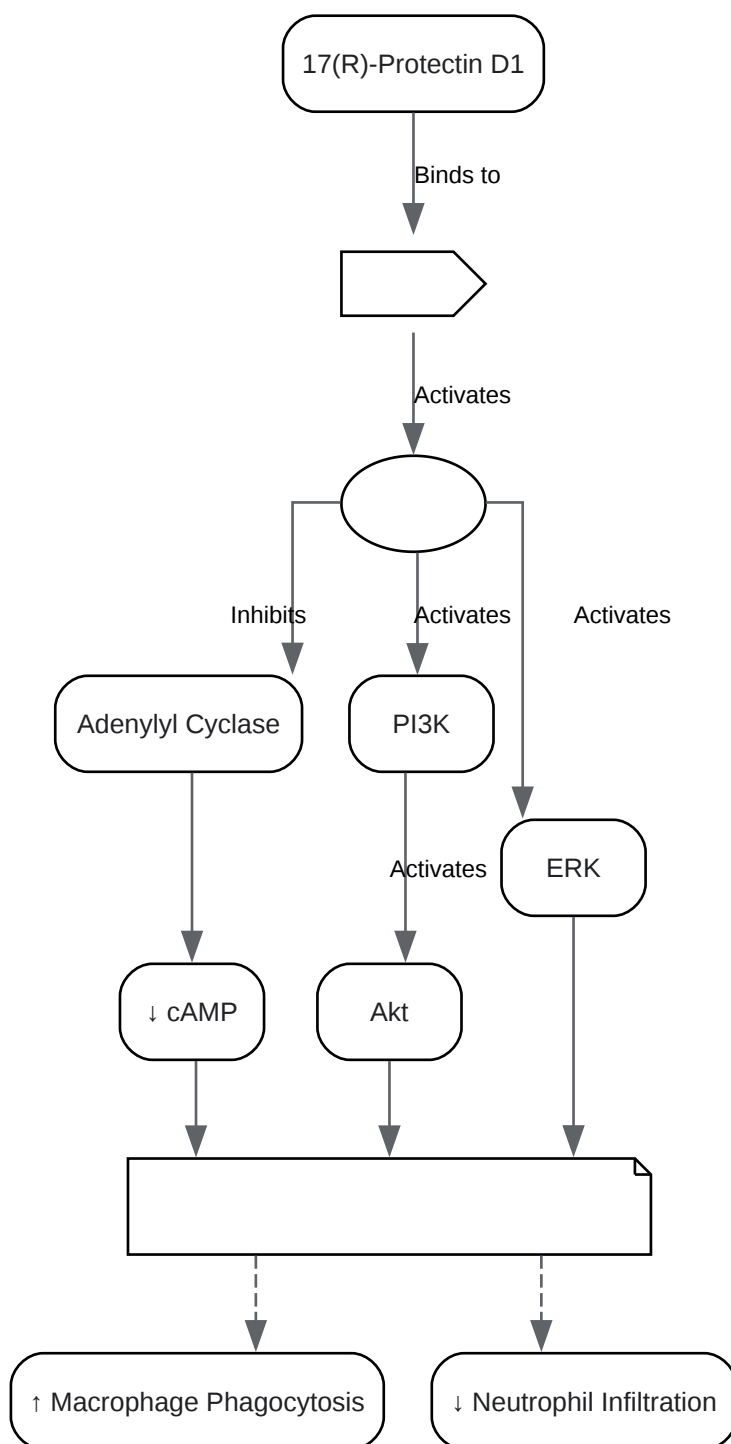 17(R)-Protectin D1
Binds to
Activates
Inhibits
Activates
Activates
Adenylyl Cyclase
PI3K
Activates
ERK
↓ cAMP
Akt
↑ Macrophage Phagocytosis
↓ Neutrophil Infiltration